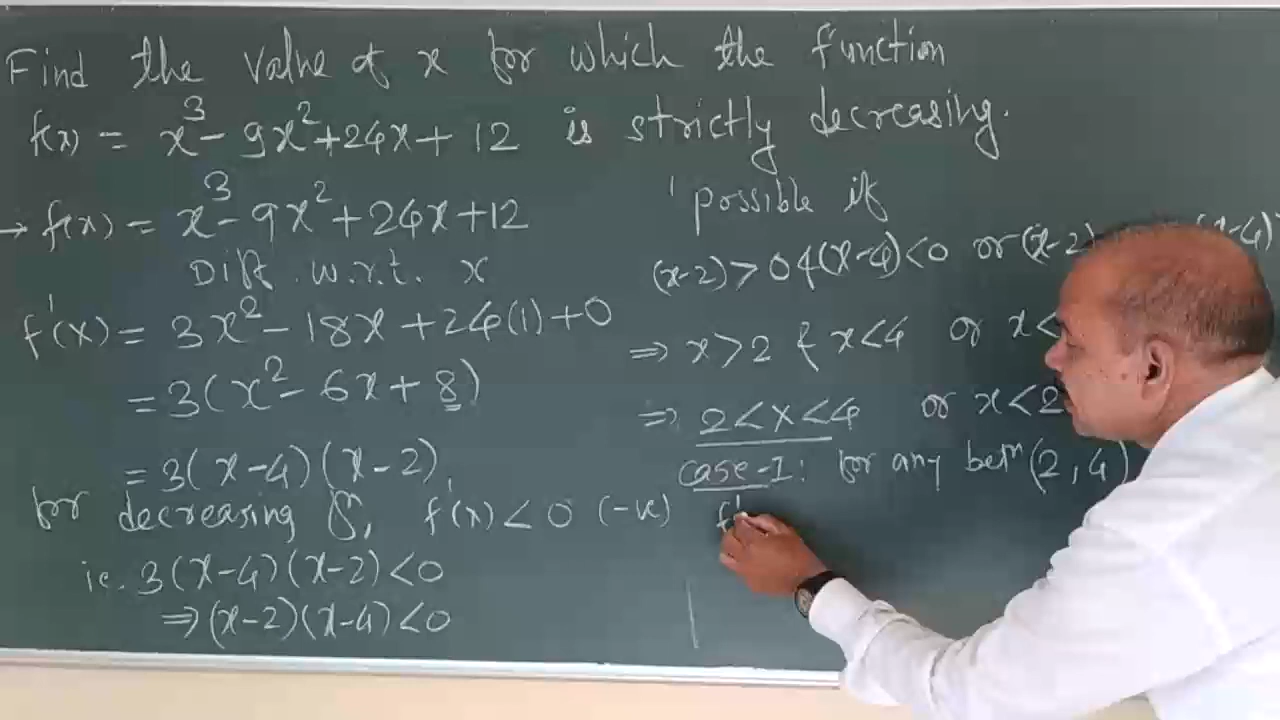 Find the value of x for which the function
f(x) = x³ - 9x² + 24x + 12 is strictly decreasing.
→ f(x) = x³ - 9x² + 24x + 12
Diff. w.r.t. x
f'(x) = 3x² - 18x + 24(1) + 0
= 3(x² - 6x + 8)
= 3(x-4)(x-2)
for decreasing f, f'(x) < 0 (-ve)
ie. 3(x-4)(x-2) < 0
⇒ (x-2)(x-4) < 0
possible if
(x-2) > 0 & (x-4) < 0 or (x-2) (x-4)
⇒ x > 2 & x < 4 or x <
⇒ 2 < x < 4 or x < 2
case-I: for any betn (2, 4)
f'